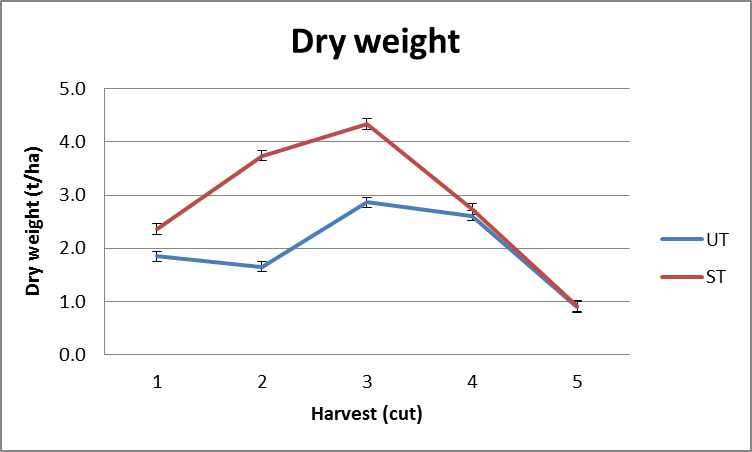 Dry weight
5.0
4.0
3.0
2.0
1.0
0.0
Dry weight (t/ha)
1 2 3 4 5
Harvest (cut)
UT
ST